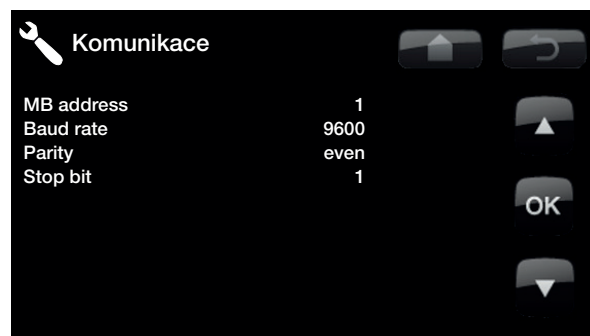 Komunikace
MB address 1
Baud rate 9600
Parity even
Stop bit 1
OK